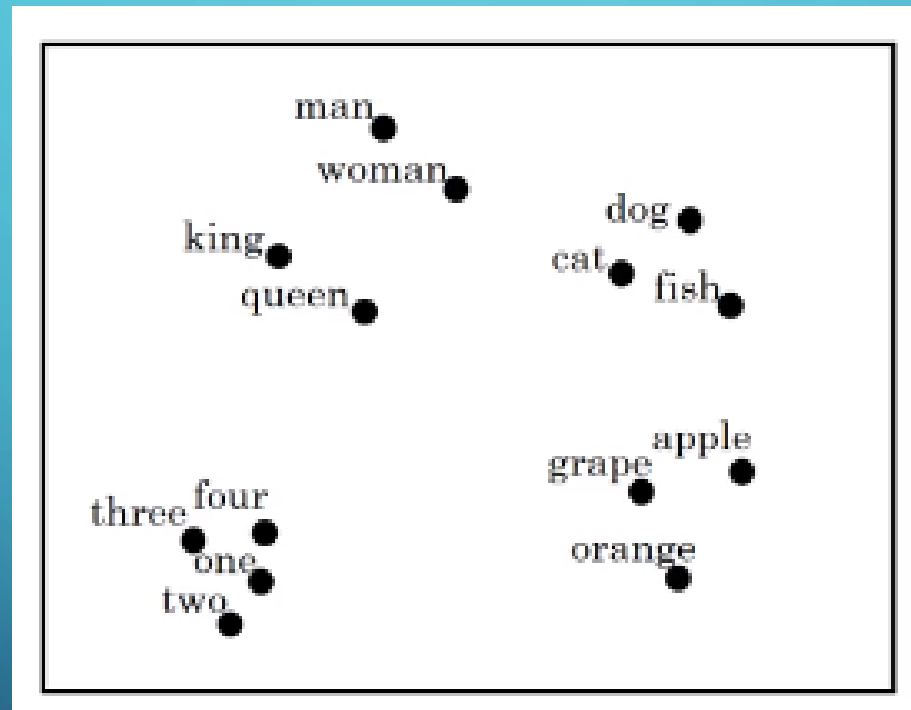 man
woman
dog
king
cat
fish
queen
apple
grape
four
three
orange
one
two